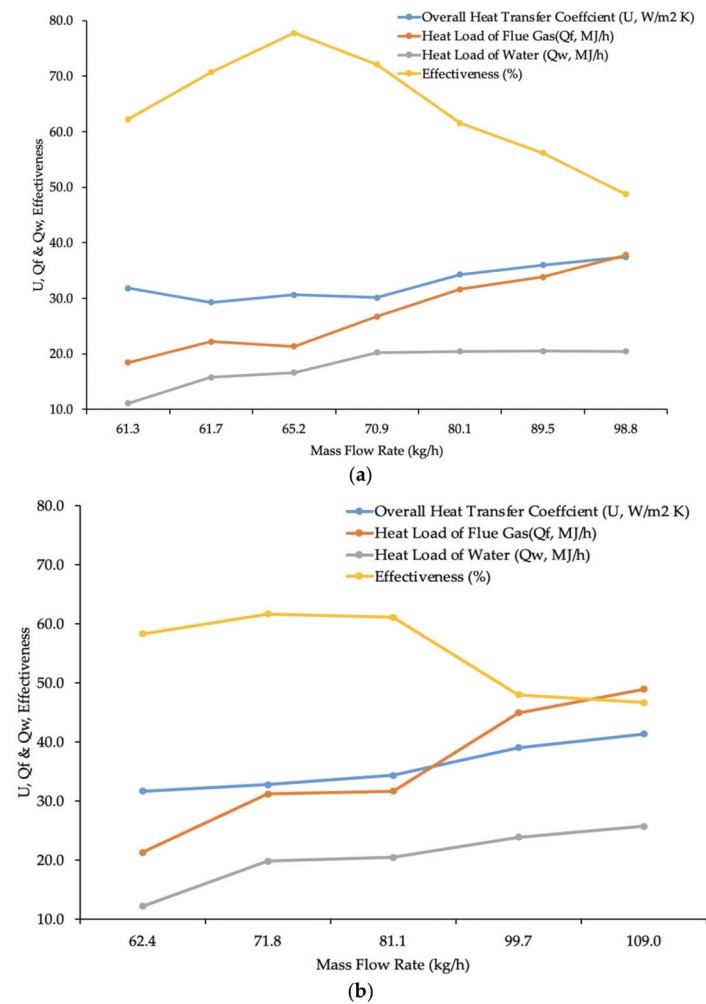 80.0
70.0
60.0
50.0
40.0
30.0
20.0
10.0
U, Qf & Qw, Effectiveness
Overall Heat Transfer Coeffcient (U, W/m2 K)
Heat Load of Flue Gas(Qf, MJ/h)
Heat Load of Water (Qw, MJ/h)
Effectiveness (%)
61.3 61.7 65.2 70.9 80.1 89.5 98.8
Mass Flow Rate (kg/h)
(a)
80.0
70.0
60.0
50.0
40.0
30.0
20.0
10.0
U, Qf & Qw, Effectiveness
Overall Heat Transfer Coeffcient (U, W/m2 K)
Heat Load of Flue Gas(Qf, MJ/h)
Heat Load of Water (Qw, MJ/h)
Effectiveness (%)
62.4 71.8 81.1 99.7 109.0
Mass Flow Rate (kg/h)
(b)